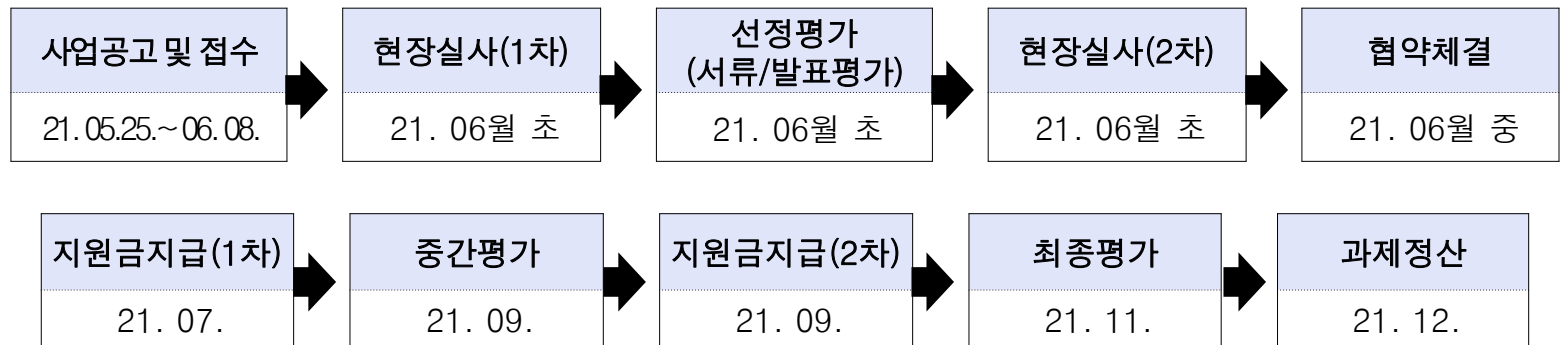 사업공고 및 접수
21. 05.25.~ 06. 08.
현장실사(1차)
21. 06월 초
선정평가
(서류/발표평가)
21. 06월 초
현장실사(2차)
21. 06월 초
협약체결
21. 06월 중
지원금지급(1차)
21. 07.
중간평가
21. 09.
지원금지급(2차)
21. 09.
최종평가
21. 11.
과제정산
21. 12.